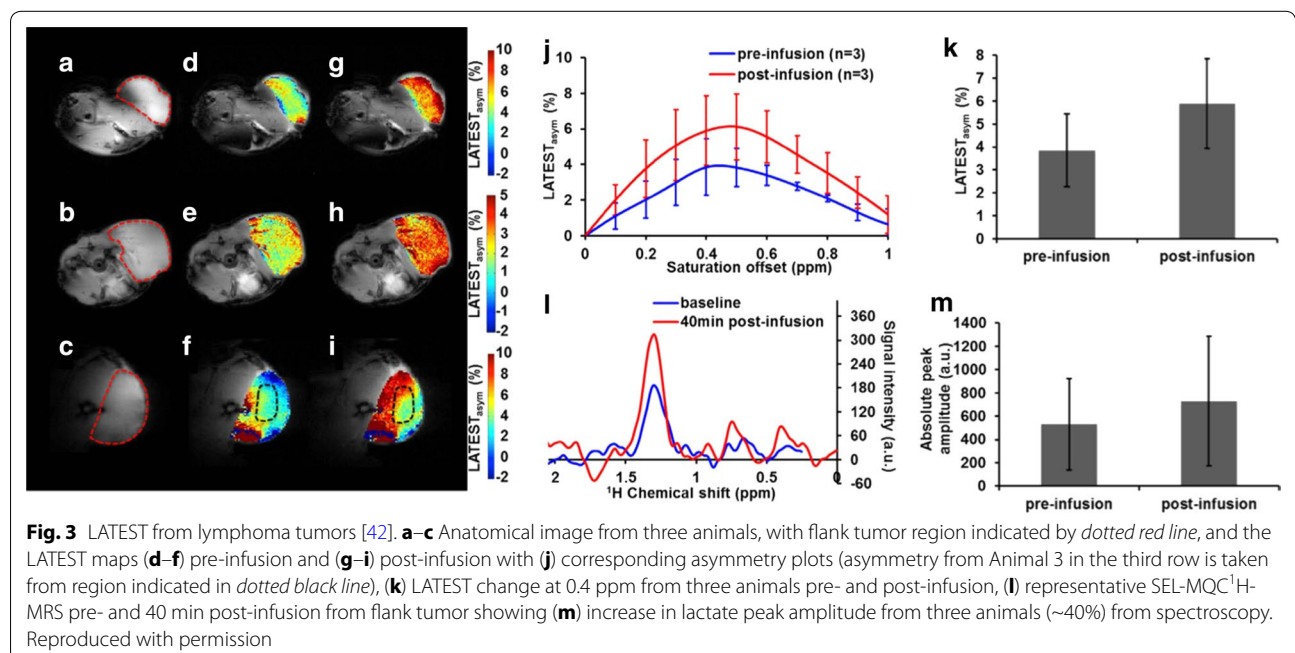 a
d
g
10
8
6
4
2
0
-2
LATESTasym (%)
b
e
h
5
4
3
2
1
0
-1
-2
LATESTasym (%)
c
f
i
10
8
6
4
2
0
-2
LATESTasym (%)
j
pre-infusion (n=3)
post-infusion (n=3)
LATESTasym (%)
10
8
6
4
2
0
0 0.2 0.4 0.6 0.8 1
Saturation offset (ppm)
k
LATESTasym (%)
8
7
6
5
4
3
2
1
0
pre-infusion post-infusion
l
baseline
40min post-infusion
360
300
240
180
120
60
0
-60
Signal intensity (a.u.)
2 1.5 1 0.5 0
¹H Chemical shift (ppm)
m
Absolute peak
amplitude (a.u.)
1400
1200
1000
800
600
400
200
0
pre-infusion post-infusion
Fig. 3 LATEST from lymphoma tumors [42]. a–c Anatomical image from three animals, with flank tumor region indicated by dotted red line, and the
LATEST maps (d–f) pre-infusion and (g–i) post-infusion with (j) corresponding asymmetry plots (asymmetry from Animal 3 in the third row is taken
from region indicated in dotted black line), (k) LATEST change at 0.4 ppm from three animals pre- and post-infusion, (l) representative SEL-MQC¹H-
MRS pre- and 40 min post-infusion from flank tumor showing (m) increase in lactate peak amplitude from three animals (~40%) from spectroscopy.
Reproduced with permission